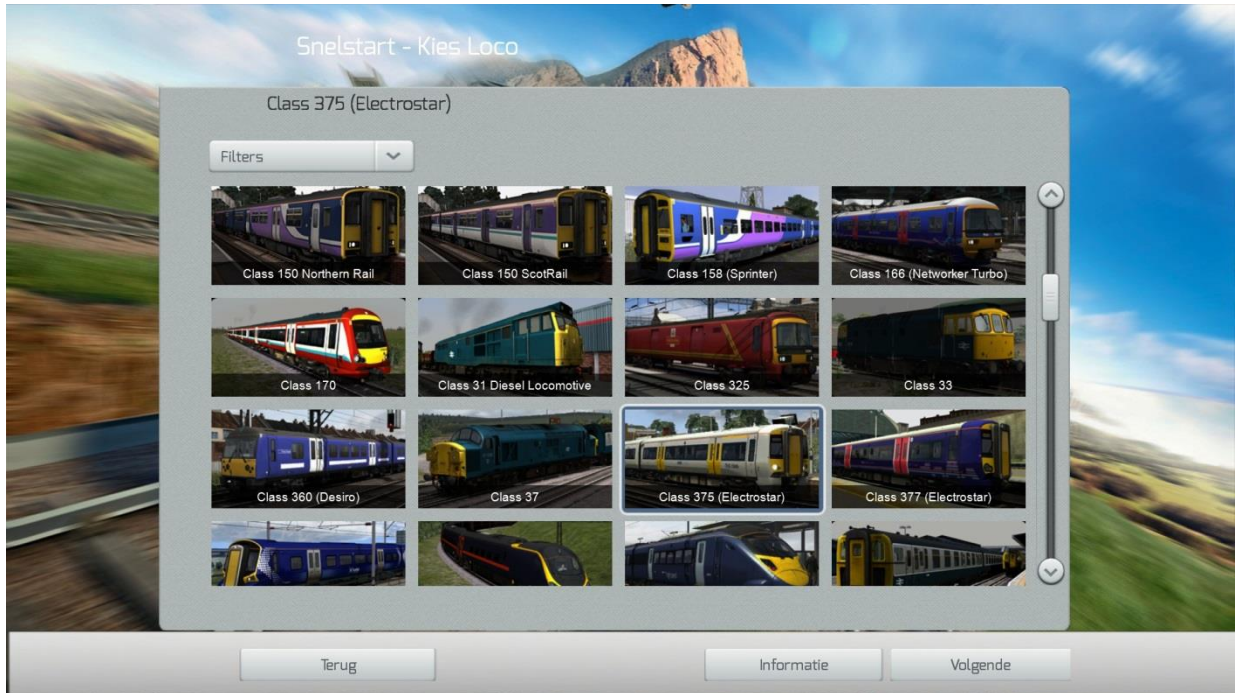 Snelstart - Kies Loco
Class 375 (Electrostar)
Filters
Class 150 Northern Rail
Class 150 ScotRail
Class 158 (Sprinter)
Class 166 (Networker Turbo)
Class 170
Class 31 Diesel Locomotive
Class 325
Class 33
Class 360 (Desiro)
Class 37
Class 375 (Electrostar)
Class 377 (Electrostar)
Terug
Informatie
Volgende